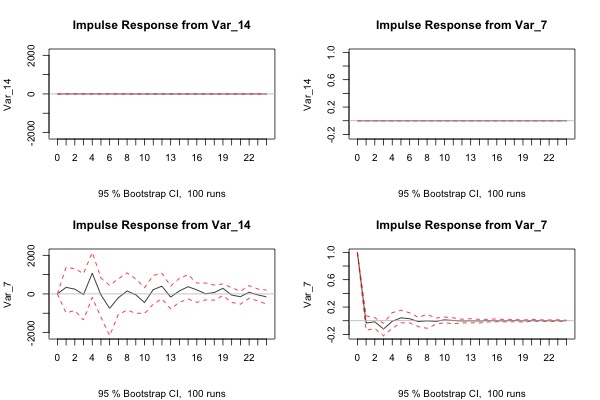 Impulse Response from Var_14
Var_14
2000
0
-2000
0 2 4 6 8 10 13 16 19 22
95 % Bootstrap CI, 100 runs
Impulse Response from Var_7
Var_14
1.0
0.6
0.2
-0.2
0 2 4 6 8 10 13 16 19 22
95 % Bootstrap CI, 100 runs
Impulse Response from Var_14
Var_7
2000
0
-2000
0 2 4 6 8 10 13 16 19 22
95 % Bootstrap CI, 100 runs
Impulse Response from Var_7
Var_7
1.0
0.6
0.2
-0.2
0 2 4 6 8 10 13 16 19 22
95 % Bootstrap CI, 100 runs